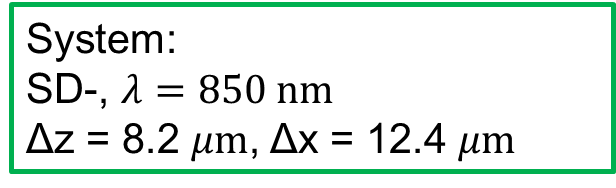 System:
SD-, λ = 850 nm
Δz = 8.2 μm, Δx = 12.4 μm